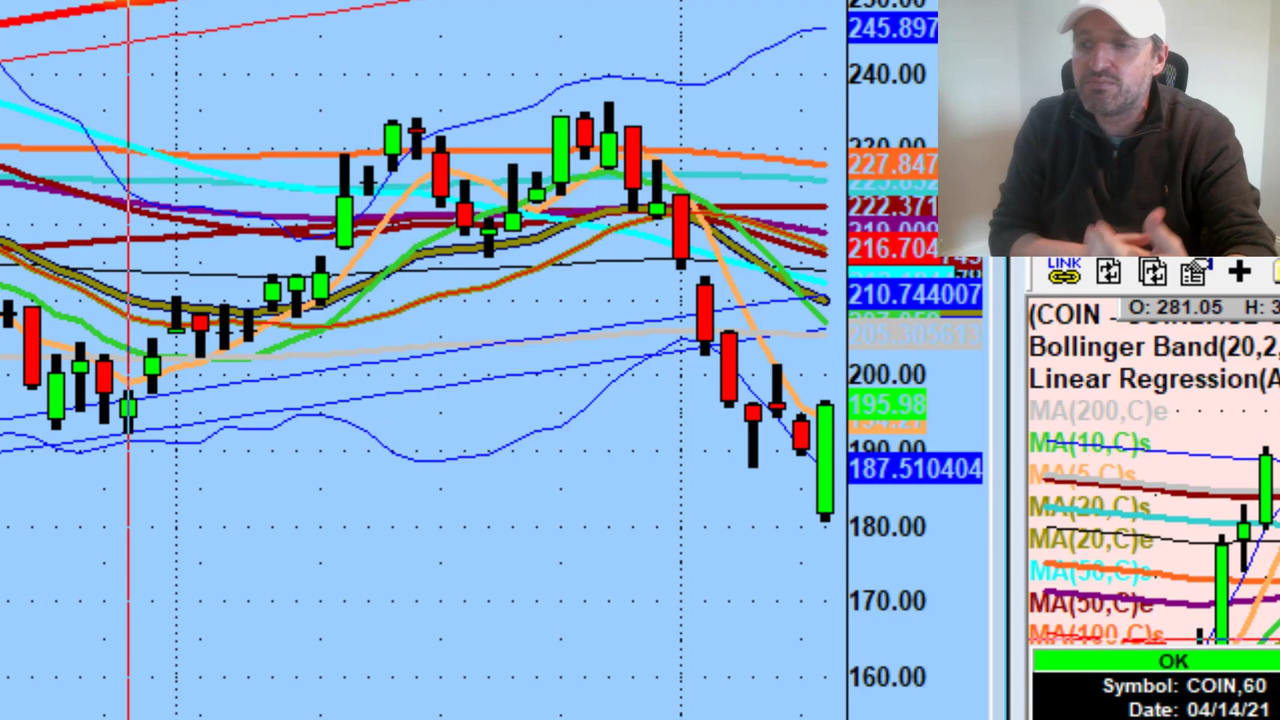 245.897
240.00
227.847
222.371
216.704
210.744007
200.00
195.98
190.00
187.510404
180.00
170.00
160.00
LINK
O: 281.05 H: 3
(COIN -
Bollinger Band(20,2,
Linear Regression(A
MA(200,C)e
MA(10,C)s
MA(5,C)s
MA(20,C)s
MA(20,C)e
MA(50,C)s
MA(50,C)e
MA(100,C)s
OK
Symbol: COIN,60
Date: 04/14/21